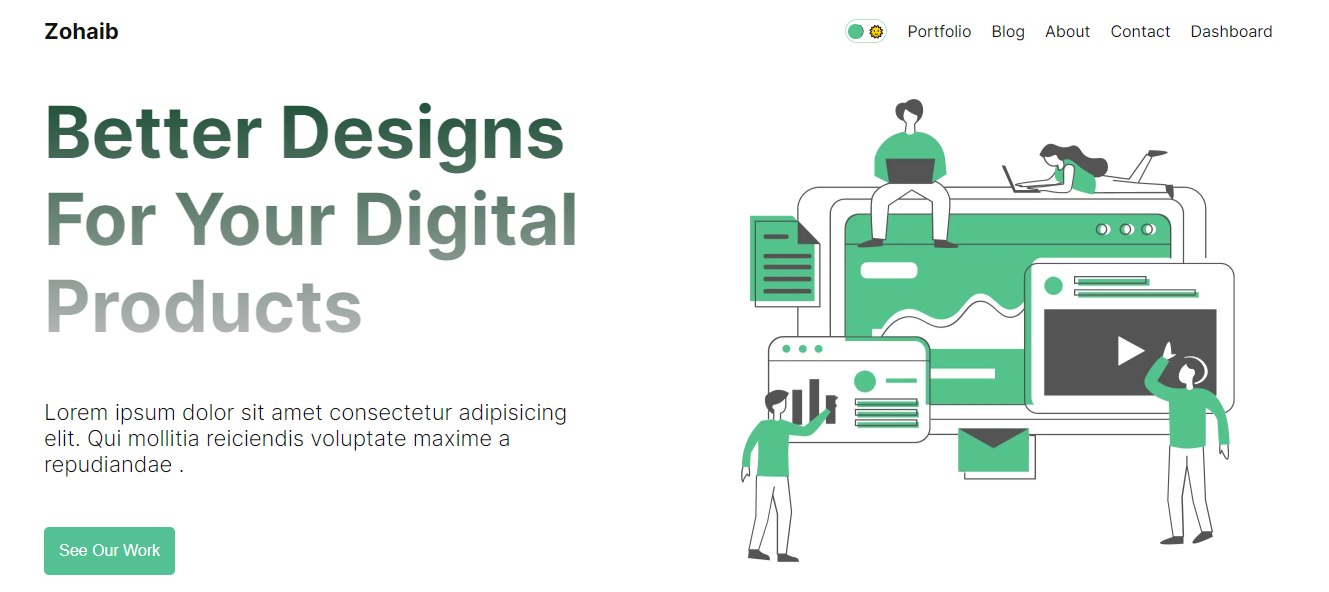 Zohaib
Portfolio Blog About Contact Dashboard
Better Designs
For Your Digital
Products
Lorem ipsum dolor sit amet consectetur adipisicing
elit. Qui mollitia reiciendis voluptate maxime a
repudiandae .
See Our Work